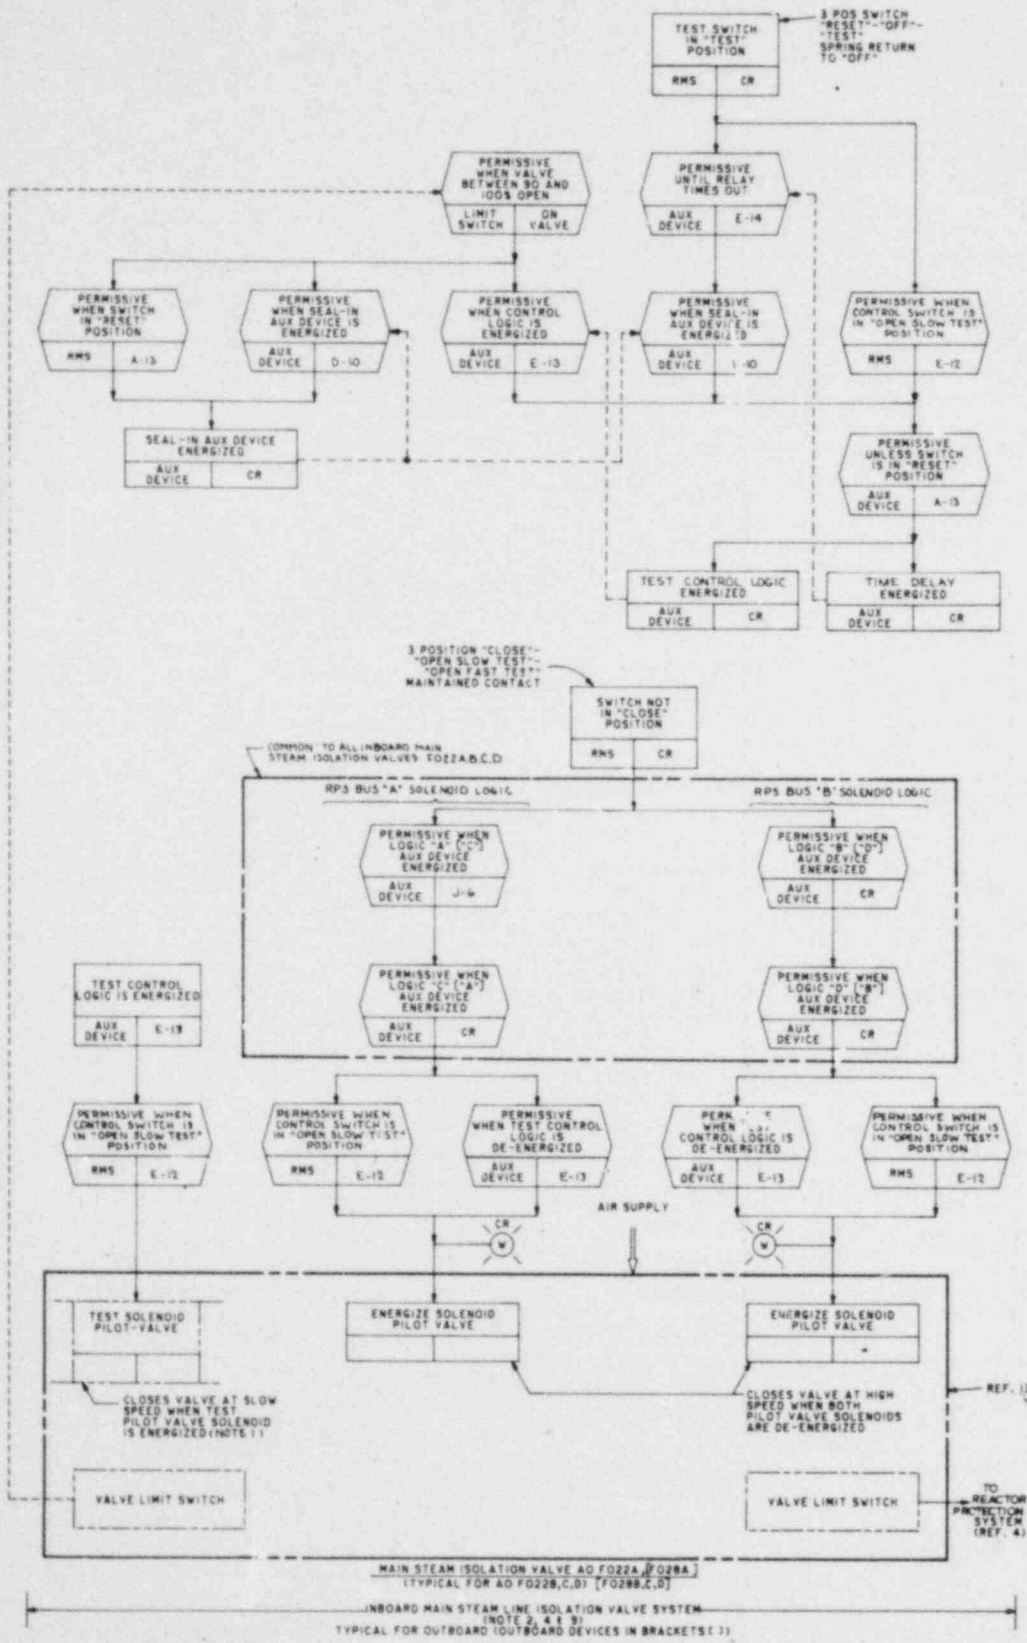 TEST SWITCH
IN "TEST"
POSITION
RMS
CR
3 POS SWITCH
"RESET"-"OFF"-
"TEST"
SPRING RETURN
TO "OFF"
PERMISSIVE
WHEN VALVE
BETWEEN 90 AND
100% OPEN
LIMIT
SWITCH
ON
VALVE
PERMISSIVE
UNTIL RELAY
TIMES OUT
AUX
DEVICE
E-14
PERMISSIVE
WHEN SWITCH
IN "RESET"
POSITION
RMS
A-13
PERMISSIVE
WHEN SEAL-IN
AUX DEVICE IS
ENERGIZED
AUX
DEVICE
D-10
PERMISSIVE
WHEN CONTROL
LOGIC IS
ENERGIZED
AUX
DEVICE
E-13
PERMISSIVE
WHEN SEAL-IN
AUX DEVICE IS
ENERGIZED
AUX
DEVICE
-10
PERMISSIVE WHEN
CONTROL SWITCH IS
IN "OPEN SLOW TEST"
POSITION
RMS
E-12
SEAL-IN AUX DEVICE
ENERGIZED
AUX
DEVICE
CR
PERMISSIVE
UNLESS SWITCH
IS IN "RESET"
POSITION
AUX
DEVICE
A-13
TEST CONTROL LOGIC
ENERGIZED
AUX
DEVICE
CR
TIME DELAY
ENERGIZED
AUX
DEVICE
CR
3 POSITION "CLOSE"-
"OPEN SLOW TEST"-
"OPEN FAST TEST"-
MAINTAINED CONTACT
SWITCH NOT
IN "CLOSE"
POSITION
RMS
CR
COMMON TO ALL INBOARD MAIN
STEAM ISOLATION VALVES F022A,B,C,D
RPS BUS "A" SOLENOID LOGIC
RPS BUS "B" SOLENOID LOGIC
PERMISSIVE WHEN
LOGIC "A" ["C"]
AUX DEVICE
ENERGIZED
AUX
DEVICE
J-6
PERMISSIVE WHEN
LOGIC "B" ["D"]
AUX DEVICE
ENERGIZED
AUX
DEVICE
CR
PERMISSIVE WHEN
LOGIC "C" ["A"]
AUX DEVICE
ENERGIZED
AUX
DEVICE
CR
PERMISSIVE WHEN
LOGIC "D" ["B"]
AUX DEVICE
ENERGIZED
AUX
DEVICE
CR
TEST CONTROL
LOGIC IS ENERGIZED
AUX
DEVICE
E-13
PERMISSIVE WHEN
CONTROL SWITCH IS
IN "OPEN SLOW TEST"
POSITION
RMS
E-12
PERMISSIVE WHEN
CONTROL SWITCH IS
IN "OPEN SLOW TEST"
POSITION
RMS
E-12
PERMISSIVE
WHEN TEST CONTROL
LOGIC IS
DE-ENERGIZED
AUX
DEVICE
E-13
WHEN
CONTROL LOGIC IS
DE-ENERGIZED
AUX
DEVICE
E-13
PERMISSIVE WHEN
CONTROL SWITCH IS
IN "OPEN SLOW TEST"
POSITION
RMS
E-12
CR
W
AIR SUPPLY
CR
W
TEST SOLENOID
PILOT-VALVE
ENERGIZE SOLENOID
PILOT VALVE
ENERGIZE SOLENOID
PILOT VALVE
CLOSES VALVE AT SLOW
SPEED WHEN TEST
PILOT VALVE SOLENOID
IS ENERGIZED (NOTE 1)
CLOSES VALVE AT HIGH
SPEED WHEN BOTH
PILOT VALVE SOLENOIDS
ARE DE-ENERGIZED
REF.
VALVE LIMIT SWITCH
VALVE LIMIT SWITCH
TO
REACTOR
PROTECTION
SYSTEM
(REF. 4)
MAIN STEAM ISOLATION VALVE AO F022A, [F028A]
(TYPICAL FOR AO F022B,C,D) [F028B,C,D]
INBOARD MAIN STEAM LINE ISOLATION VALVE SYSTEM
(NOTE 2, 4 & 9)
TYPICAL FOR OUTBOARD (OUTBOARD DEVICES IN BRACKETS [ ])